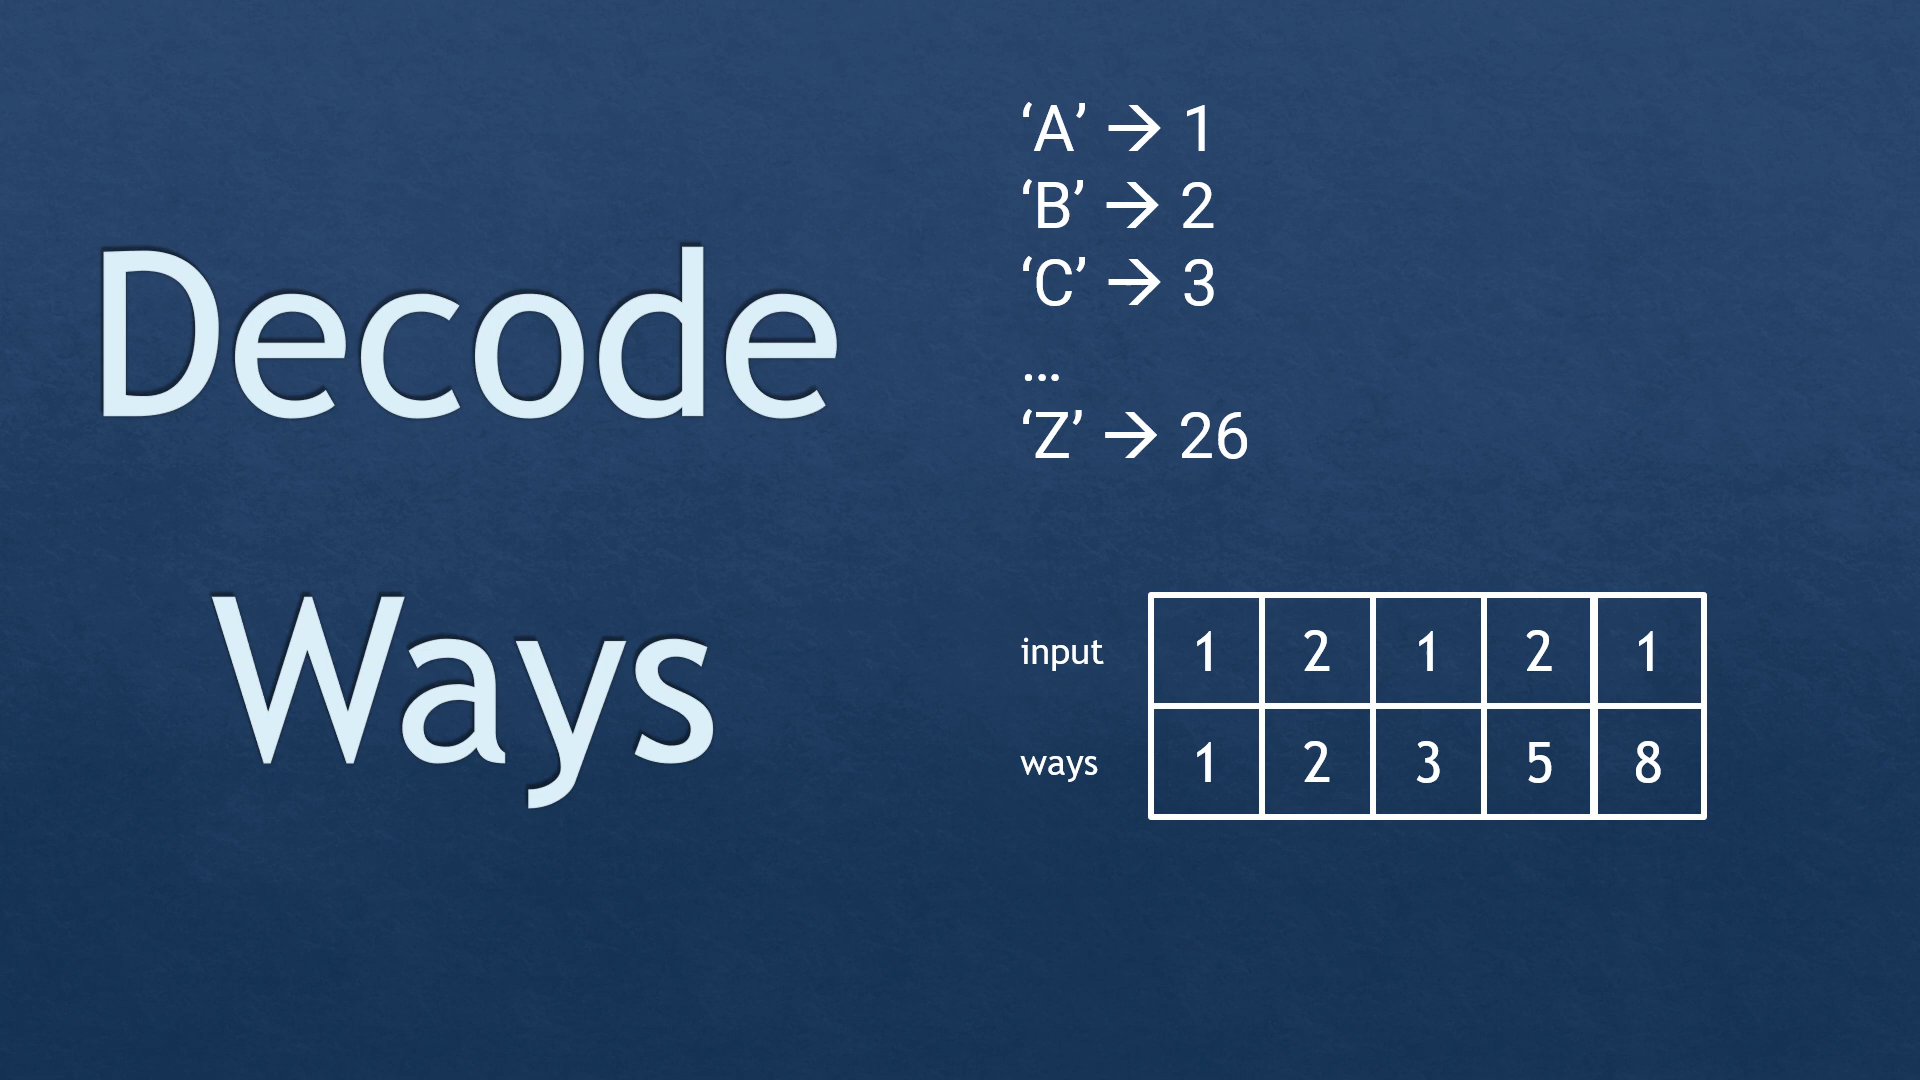 Decode
Ways
‘A’ → 1
‘B’ → 2
‘C’ → 3
...
‘Z’ → 26
input 1 2 1 2 1
ways 1 2 3 5 8